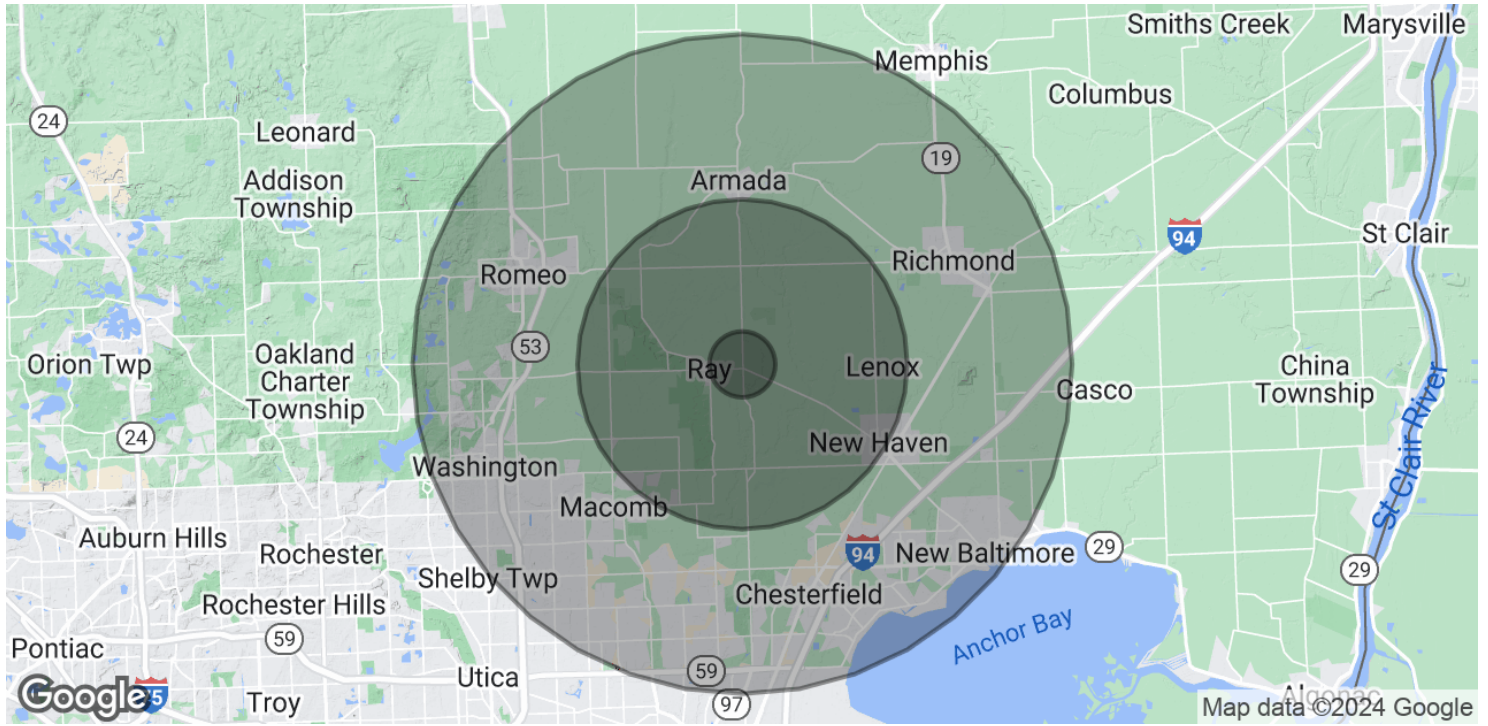 Smiths Creek
Marysville
Memphis
Columbus
24
Leonard
19
Addison
Township
Armada
94
St Clair
Richmond
Romeo
53
Orion Twp
Oakland
Charter
Township
Ray
Lenox
China
Township
Casco
24
New Haven
Washington
St Clair River
Macomb
Auburn Hills
Rochester
94
New Baltimore
29
29
Shelby Twp
Chesterfield
Rochester Hills
59
Anchor Bay
Pontiac
59
Utica
Google
75
Troy
97
Algonac
Map data ©2024 Google